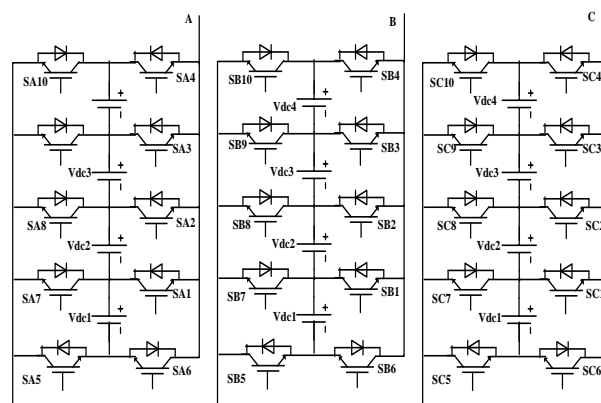 A B C
SA10 SA4 SB10 SB4 SC10 SC4
+ Vdc4 + Vdc4 +
SA3 SB9 SB3 SC9 SC3
Vdc3 + Vdc3 + Vdc3 +
SA8 SA2 SB8 SB2 SC8
Vdc2 + Vdc2 + Vdc2 +
SA7 SA1 SB7 SB1 SC7
Vdc1 + Vdc1 + Vdc1 +
SA5 SA6 SB5 SB6 SC5 SC6